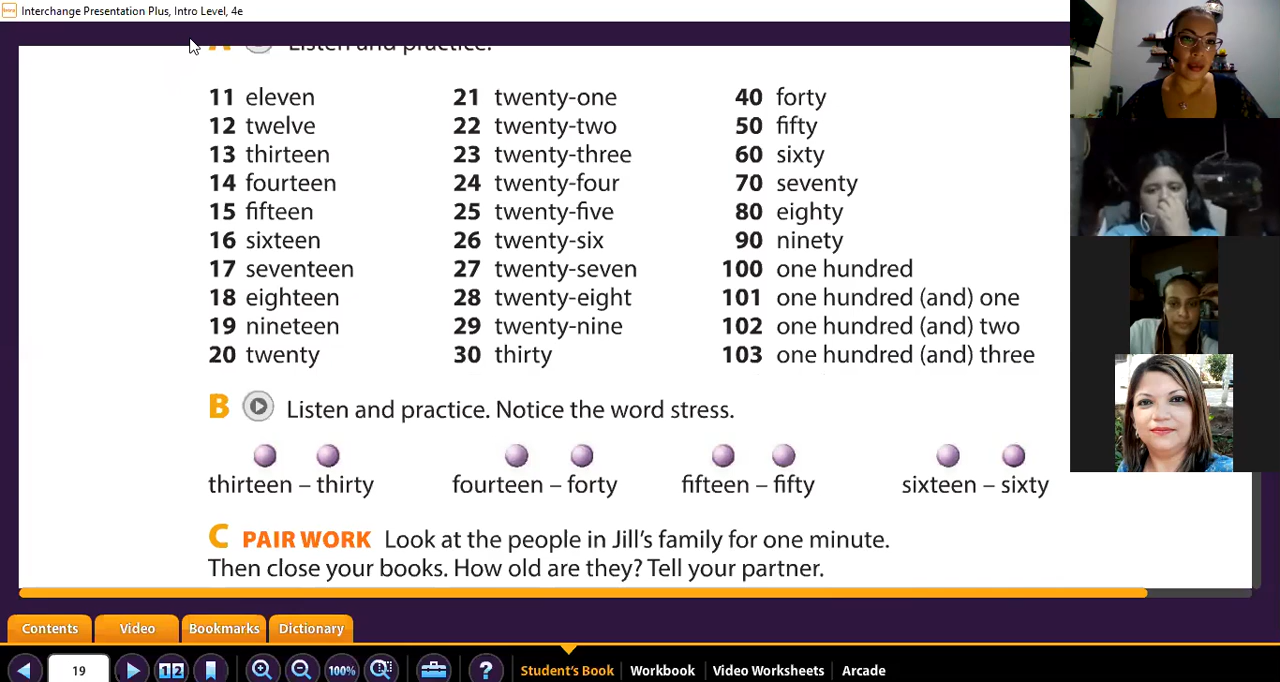 Interchange Presentation Plus, Intro Level, 4e
A Listen and practice.
11 eleven 21 twenty-one 40 forty
12 twelve 22 twenty-two 50 fifty
13 thirteen 23 twenty-three 60 sixty
14 fourteen 24 twenty-four 70 seventy
15 fifteen 25 twenty-five 80 eighty
16 sixteen 26 twenty-six 90 ninety
17 seventeen 27 twenty-seven 100 one hundred
18 eighteen 28 twenty-eight 101 one hundred (and) one
19 nineteen 29 twenty-nine 102 one hundred (and) two
20 twenty 30 thirty 103 one hundred (and) three
B Listen and practice. Notice the word stress.
thirteen – thirty fourteen – forty fifteen – fifty sixteen – sixty
C PAIR WORK Look at the people in Jill's family for one minute.
Then close your books. How old are they? Tell your partner.
Contents Video Bookmarks Dictionary
19 12 100% ? Student's Book Workbook Video Worksheets Arcade